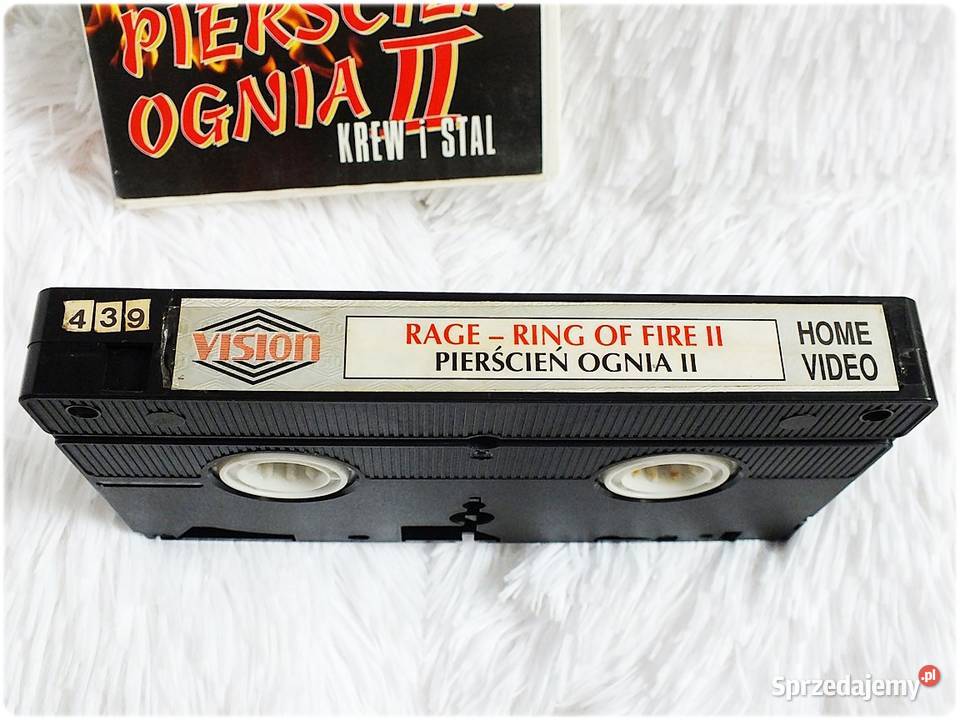 PIERŚCIEŃ
OGNIA II
KREW i STAL
439
VISION
RAGE – RING OF FIRE II
PIERŚCIEŃ OGNIA II
HOME
VIDEO
Sprzedajemy.pl